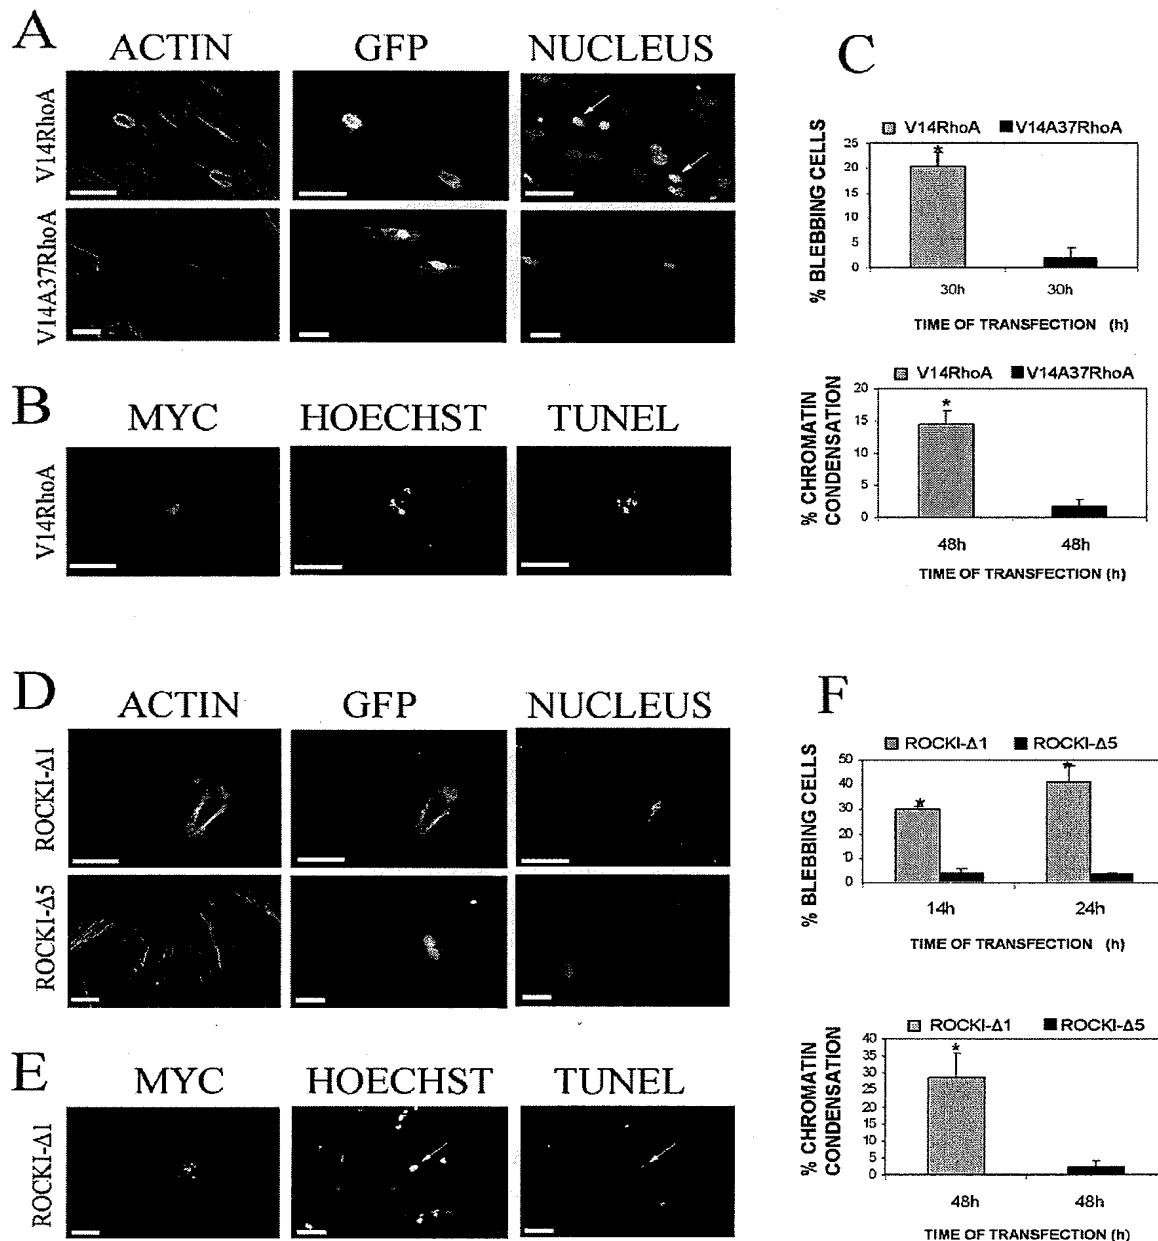 A
ACTIN GFP NUCLEUS
V14RhoA
V14A37RhoA
B
MYC HOECHST TUNEL
V14RhoA
C
V14RhoA V14A37RhoA
% BLEBBING CELLS
25
20
15
10
5
0
*
30h 30h
TIME OF TRANSFECTION (h)
V14RhoA V14A37RhoA
% CHROMATIN
CONDENSATION
20
15
10
5
0
*
48h 48h
TIME OF TRANSFECTION (h)
D
ACTIN GFP NUCLEUS
ROCKI-Δ1
ROCKI-Δ5
E
MYC HOECHST TUNEL
ROCKI-Δ1
F
ROCKI-Δ1 ROCKI-Δ5
% BLEBBING CELLS
50
40
30
20
10
0
* *
14h 24h
TIME OF TRANSFECTION (h)
ROCKI-Δ1 ROCKI-Δ5
% CHROMATIN
CONDENSATION
40
35
30
25
20
15
10
5
0
*
48h 48h
TIME OF TRANSFECTION (h)